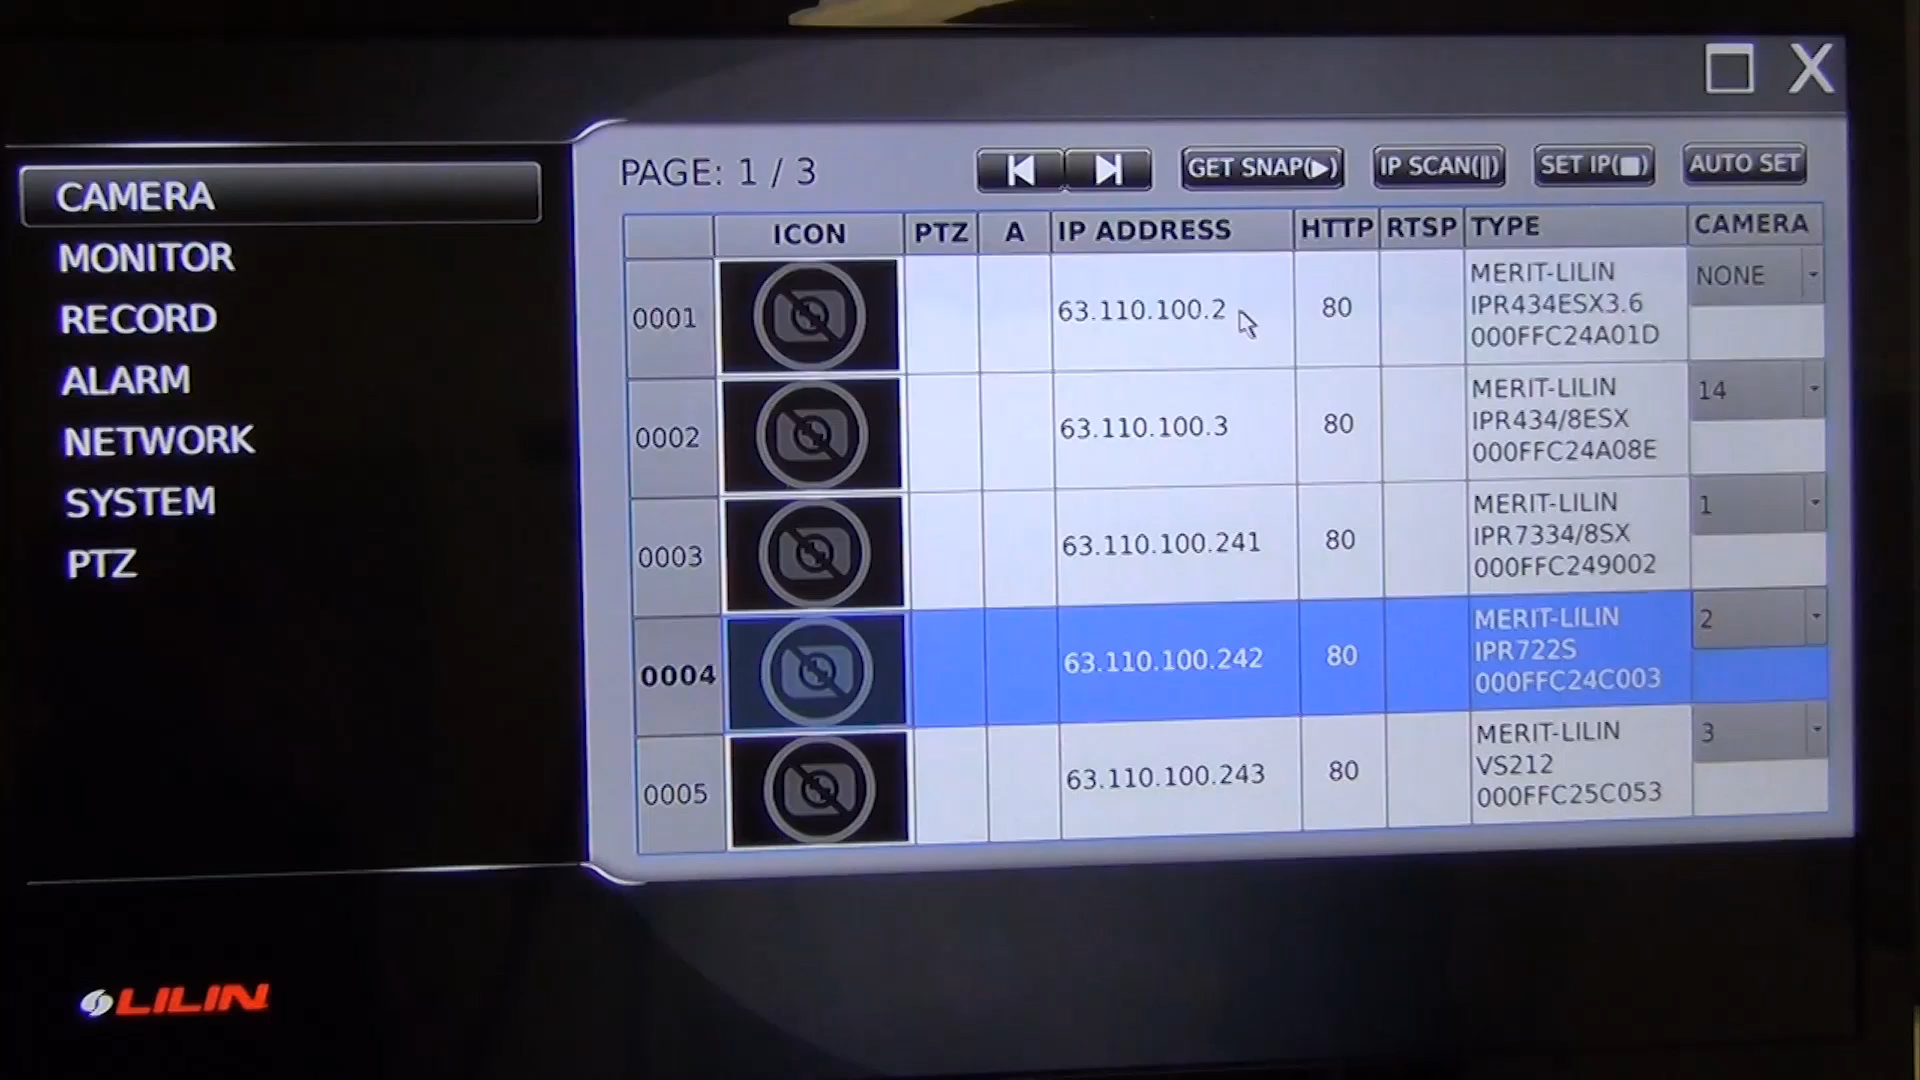 CAMERA
MONITOR
RECORD
ALARM
NETWORK
SYSTEM
PTZ
LILIN
PAGE: 1 / 3
GET SNAP(▶) IP SCAN(||) SET IP(■) AUTO SET
ICON PTZ A IP ADDRESS HTTP RTSP TYPE CAMERA
0001 63.110.100.2 80 MERIT-LILIN NONE
IPR434ESX3.6
000FFC24A01D
0002 63.110.100.3 80 MERIT-LILIN 14
IPR434/8ESX
000FFC24A08E
0003 63.110.100.241 80 MERIT-LILIN 1
IPR7334/8SX
000FFC249002
0004 63.110.100.242 80 MERIT-LILIN 2
IPR722S
000FFC24C003
0005 63.110.100.243 80 MERIT-LILIN 3
VS212
000FFC25C053